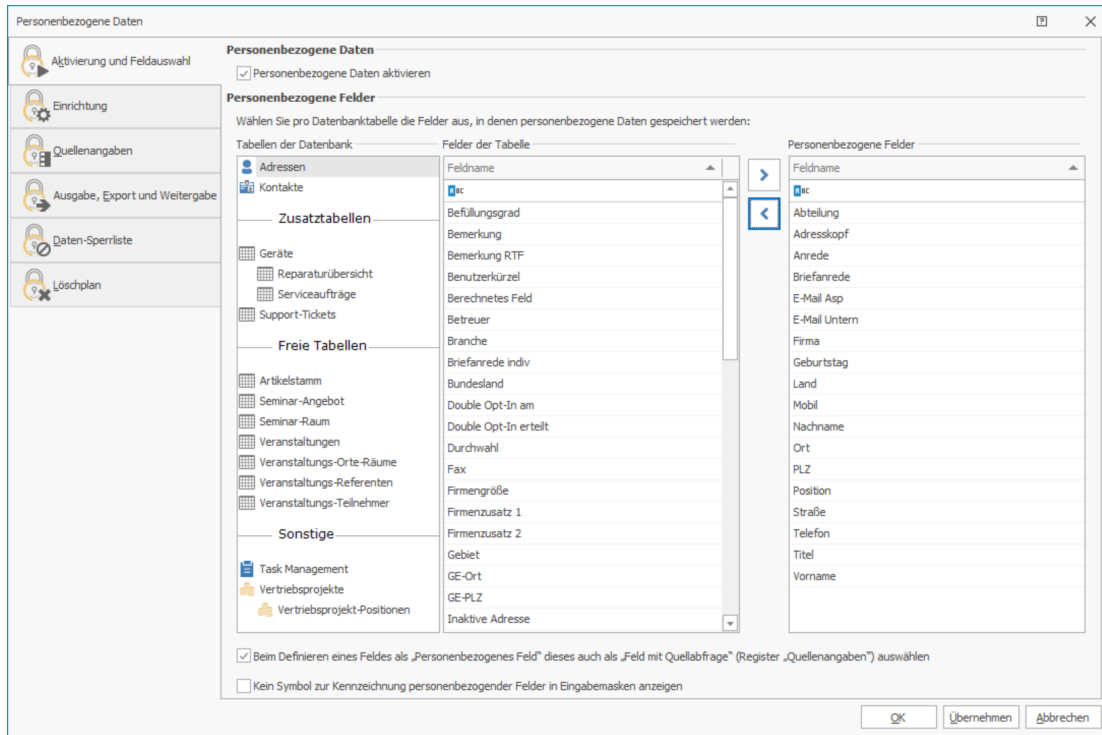 Personenbezogene Daten
Aktivierung und Feldauswahl
Einrichtung
Quellenangaben
Ausgabe, Export und Weitergabe
Daten-Sperrliste
Löschplan
Personenbezogene Daten
Personenbezogene Daten aktivieren
Personenbezogene Felder
Wählen Sie pro Datenbanktabelle die Felder aus, in denen personenbezogene Daten gespeichert werden:
Tabellen der Datenbank
Adressen
Kontakte
Zusatztabellen
Geräte
Reparaturübersicht
Serviceaufträge
Support-Tickets
Freie Tabellen
Artikelstamm
Seminar-Angebot
Seminar-Raum
Veranstaltungen
Veranstaltungs-Orte-Räume
Veranstaltungs-Referenten
Veranstaltungs-Teilnehmer
Sonstige
Task Management
Vertriebsprojekte
Vertriebsprojekt-Positionen
Felder der Tabelle
Feldname
ABC
Befüllungsgrad
Bemerkung
Bemerkung RTF
Benutzerkürzel
Berechnetes Feld
Betreuer
Branche
Briefanrede indiv
Bundesland
Double Opt-In am
Double Opt-In erteilt
Durchwahl
Fax
Firmengröße
Firmenzusatz 1
Firmenzusatz 2
Gebiet
GE-Ort
GE-PLZ
Inaktive Adresse
Personenbezogene Felder
Feldname
ABC
Abteilung
Adresskopf
Anrede
Briefanrede
E-Mail Asp
E-Mail Untern
Firma
Geburtstag
Land
Mobil
Nachname
Ort
PLZ
Position
Straße
Telefon
Titel
Vorname
Beim Definieren eines Feldes als „Personenbezogenes Feld" dieses auch als „Feld mit Quellabfrage" (Register „Quellenangaben") auswählen
Kein Symbol zur Kennzeichnung personenbezogender Felder in Eingabemasken anzeigen
OK
Übernehmen
Abbrechen